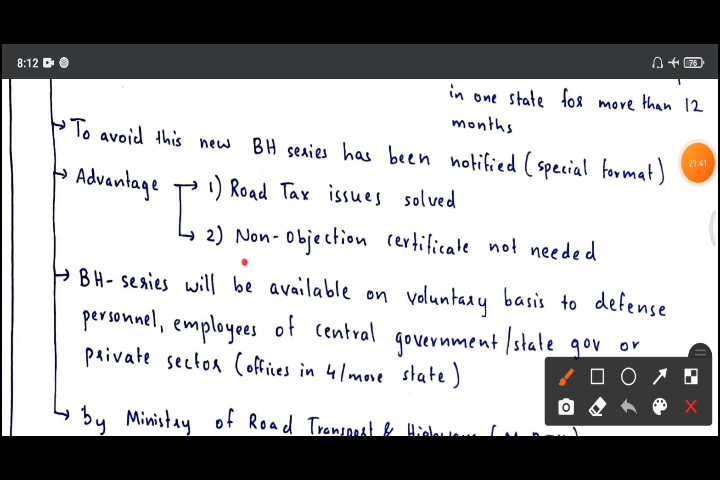 8:12
76
in one state for more than 12
months
21:41
→ To avoid this new BH series has been notified (special format)
→ Advantage → 1) Road Tax issues solved
→ 2) Non-Objection certificate not needed
→ BH-series will be available on voluntary basis to defense
personnel, employees of central government/state gov or
private sector (offices in 4/more state)
→ by Ministry of Road Transport &